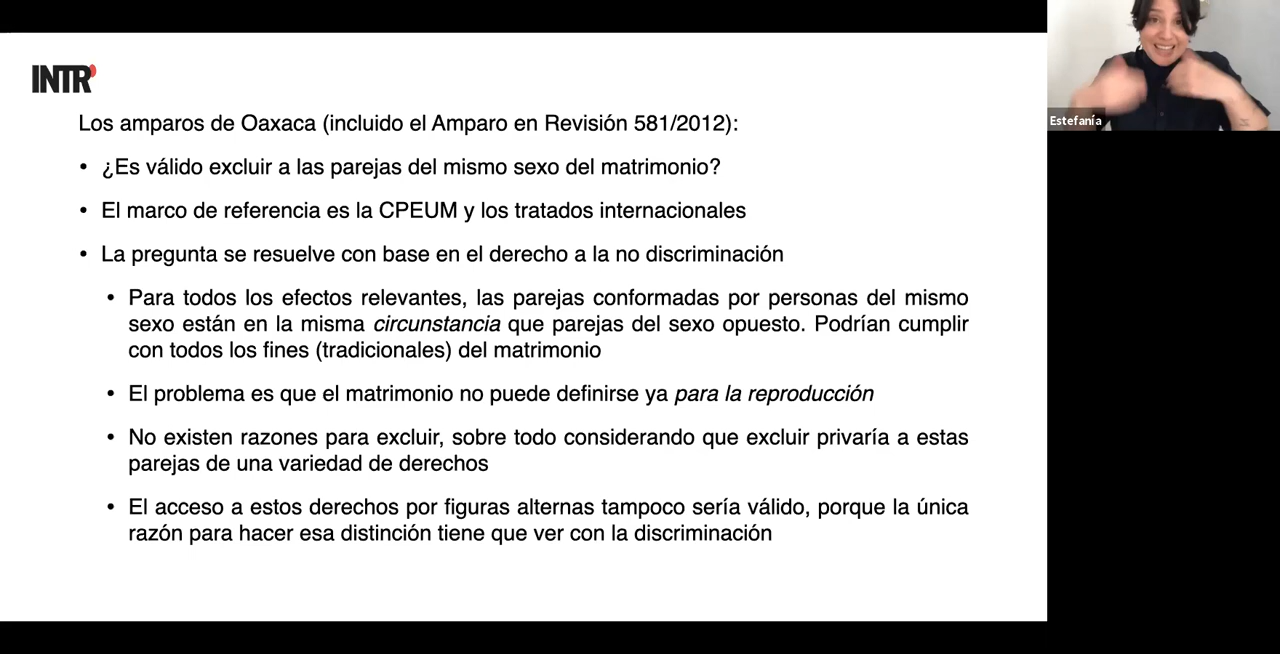 INTR'
Los amparos de Oaxaca (incluido el Amparo en Revisión 581/2012):
• ¿Es válido excluir a las parejas del mismo sexo del matrimonio?
• El marco de referencia es la CPEUM y los tratados internacionales
• La pregunta se resuelve con base en el derecho a la no discriminación
• Para todos los efectos relevantes, las parejas conformadas por personas del mismo
sexo están en la misma circunstancia que parejas del sexo opuesto. Podrían cumplir
con todos los fines (tradicionales) del matrimonio
• El problema es que el matrimonio no puede definirse ya para la reproducción
• No existen razones para excluir, sobre todo considerando que excluir privaría a estas
parejas de una variedad de derechos
• El acceso a estos derechos por figuras alternas tampoco sería válido, porque la única
razón para hacer esa distinción tiene que ver con la discriminación
Estefanía